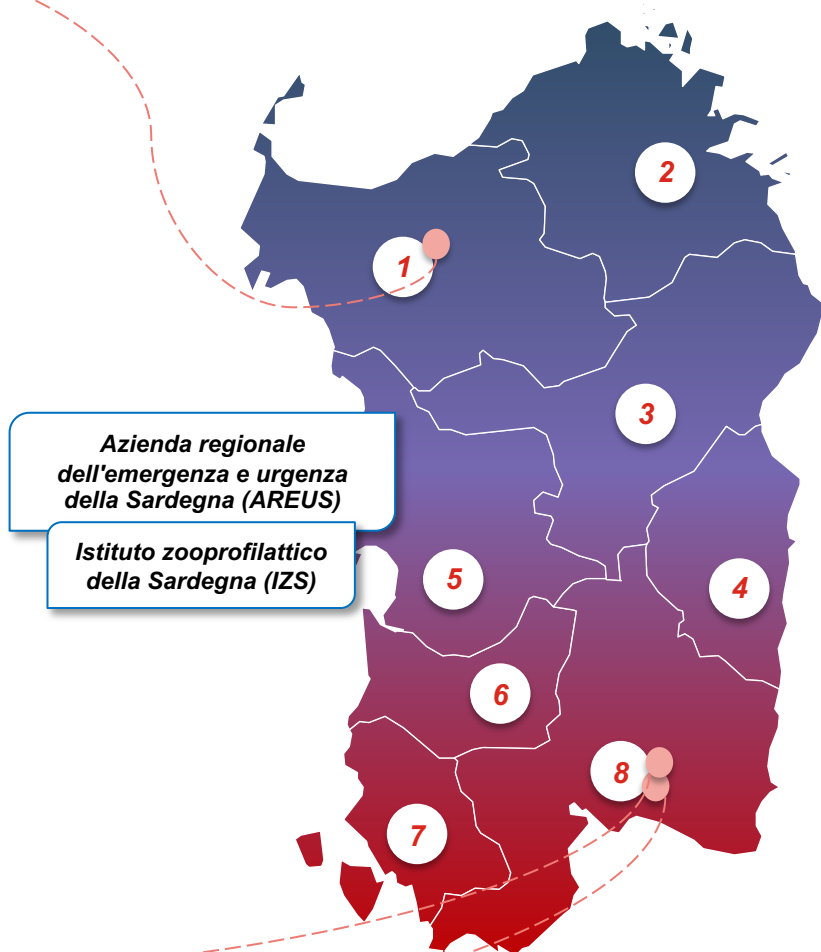 2
1
3
Azienda regionale
dell'emergenza e urgenza
della Sardegna (AREUS)
Istituto zooprofilattico
della Sardegna (IZS)
5
4
6
8
7